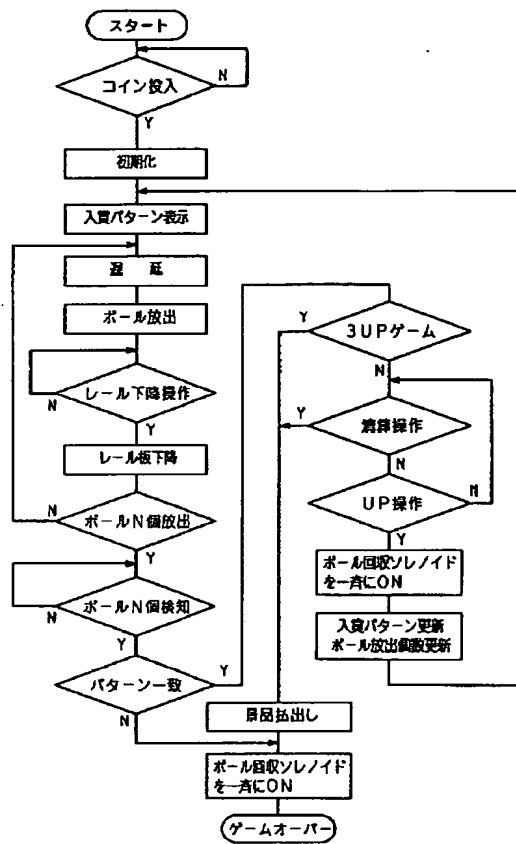 スタート
コイン投入
N
Y
初期化
入賞パターン表示
遅 延
ボール放出
レール下降操作
N
Y
レール板下降
ボールN個放出
N
Y
ボールN個検知
N
Y
パターン一致
Y
N
3UPゲーム
Y
N
清算操作
Y
N
UP操作
N
Y
ボール回収ソレノイド
を一斉にON
入賞パターン更新
ボール放出個数更新
景品払出し
ボール回収ソレノイド
を一斉にON
ゲームオーバー